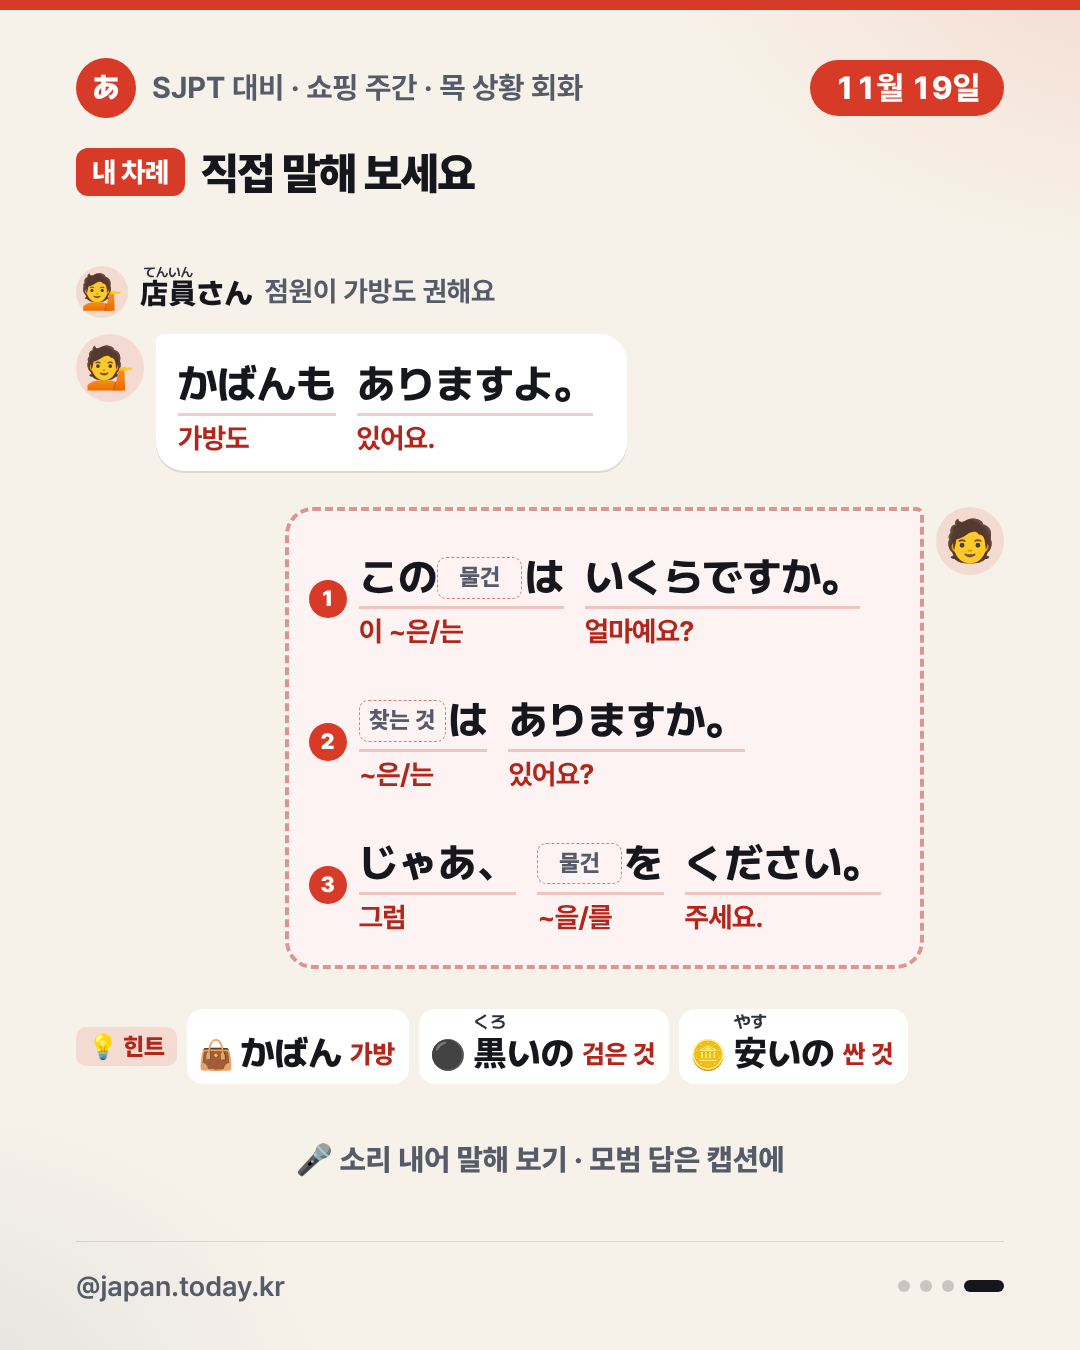 あ SJPT 대비 · 쇼핑 주간 · 목 상황 회화 11월 19일
내 차례 직접 말해 보세요
てんいん
店員さん 점원이 가방도 권해요
かばんも ありますよ。
가방도 있어요.
1 この 물건 は いくらですか。
이 ~은/는 얼마예요?
2 찾는 것 は ありますか。
~은/는 있어요?
3 じゃあ、 물건 を ください。
그럼 ~을/를 주세요.
くろ やす
힌트 かばん 가방 黒いの 검은 것 安いの 싼 것
소리 내어 말해 보기 · 모범 답은 캡션에
@japan.today.kr